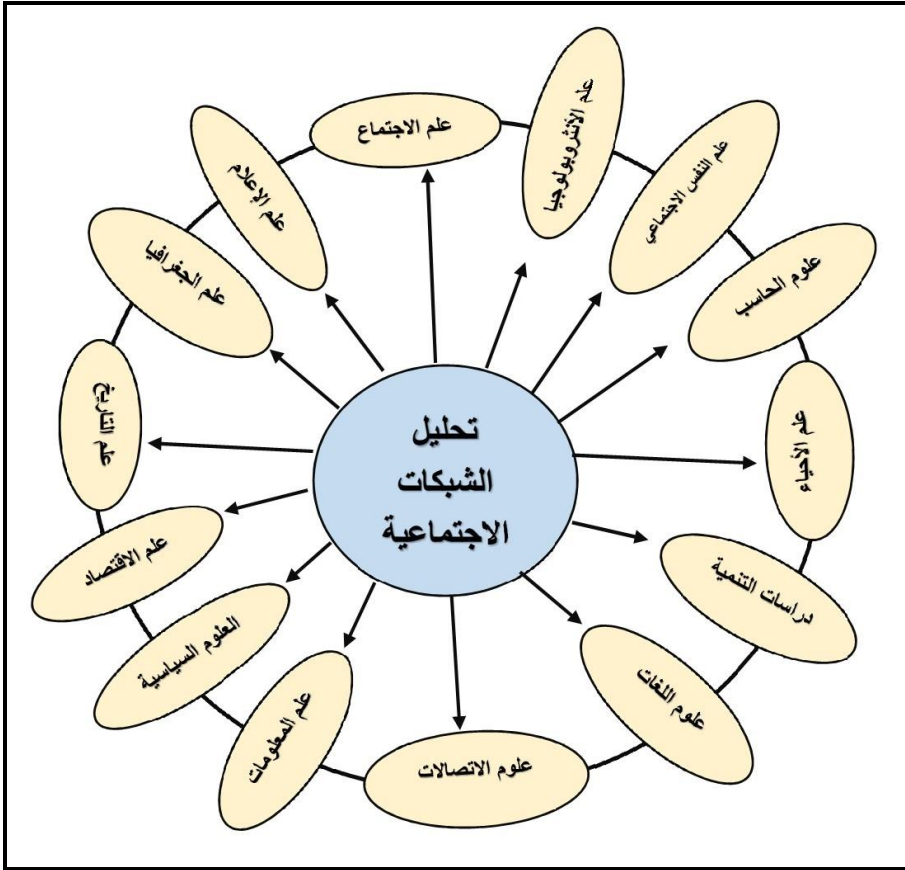 تحليل
الشبكات
الاجتماعية
علم الاجتماع
علم الأنثروبولوجيا
علم النفس الاجتماعي
علوم الحاسب
علم الأحياء
دراسات التنمية
علوم اللغات
علوم الاتصالات
علم المعلومات
العلوم السياسية
علم الاقتصاد
علم التاريخ
علم الجغرافيا
علم الإعلام